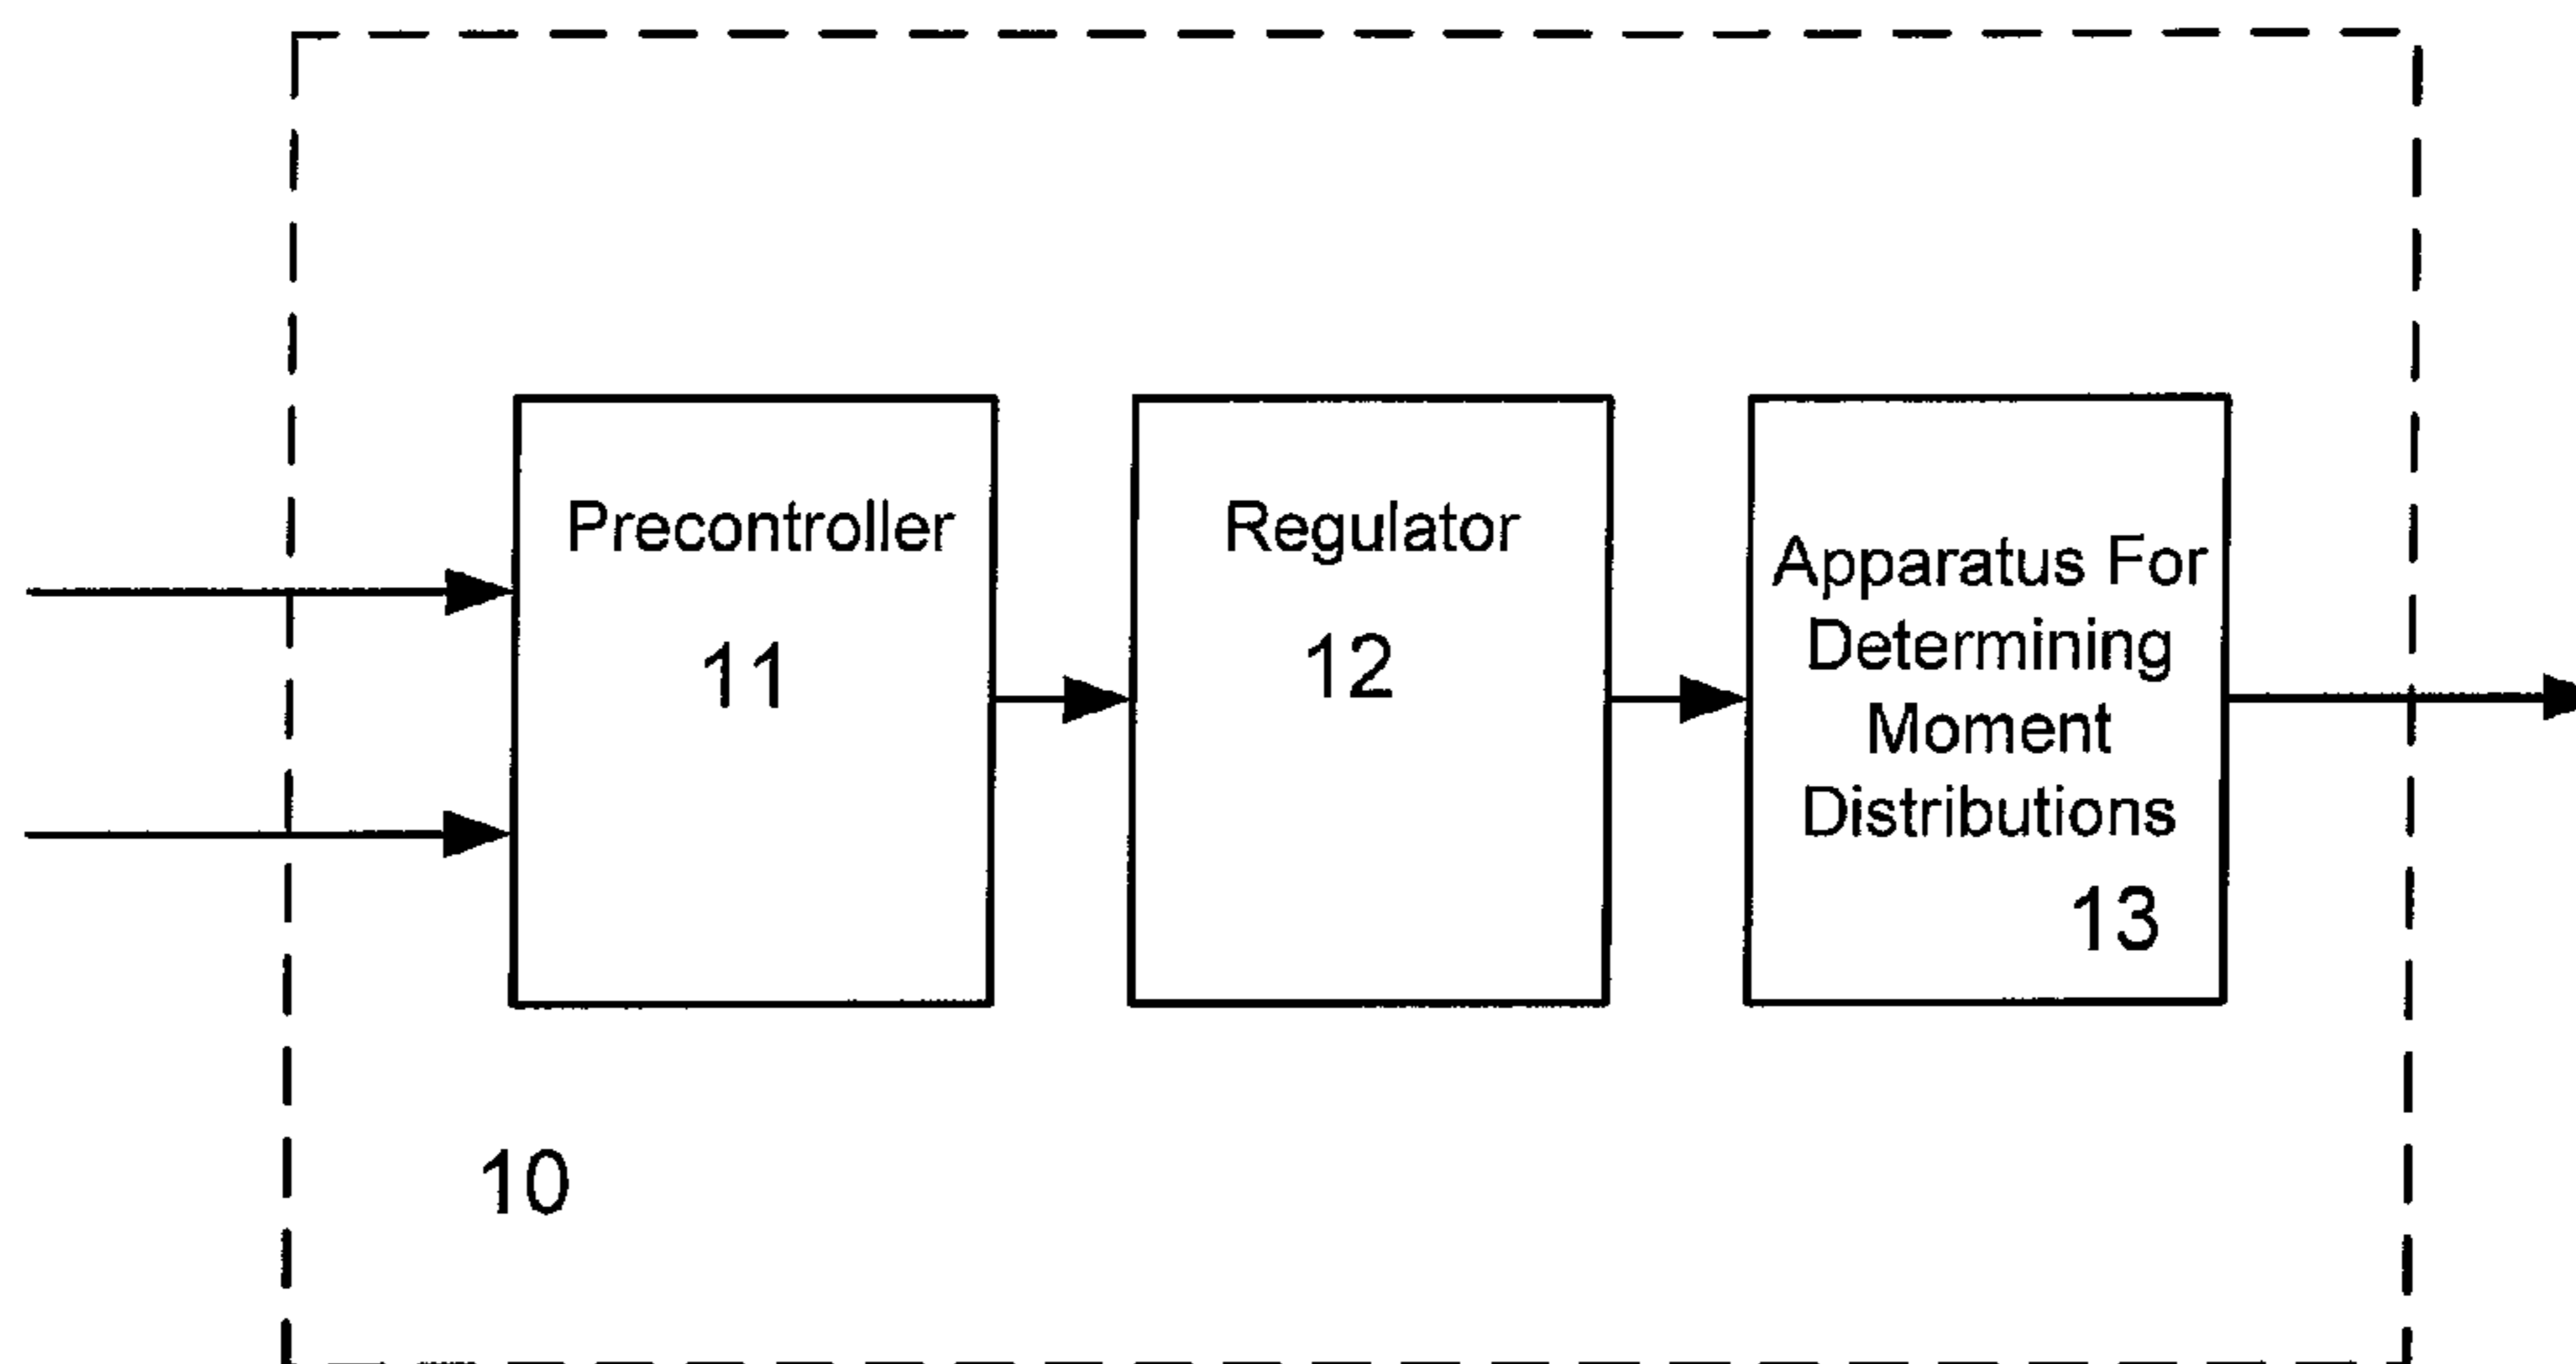 Precontroller
11
Regulator
12
Apparatus For
Determining
Moment
Distributions
13
10